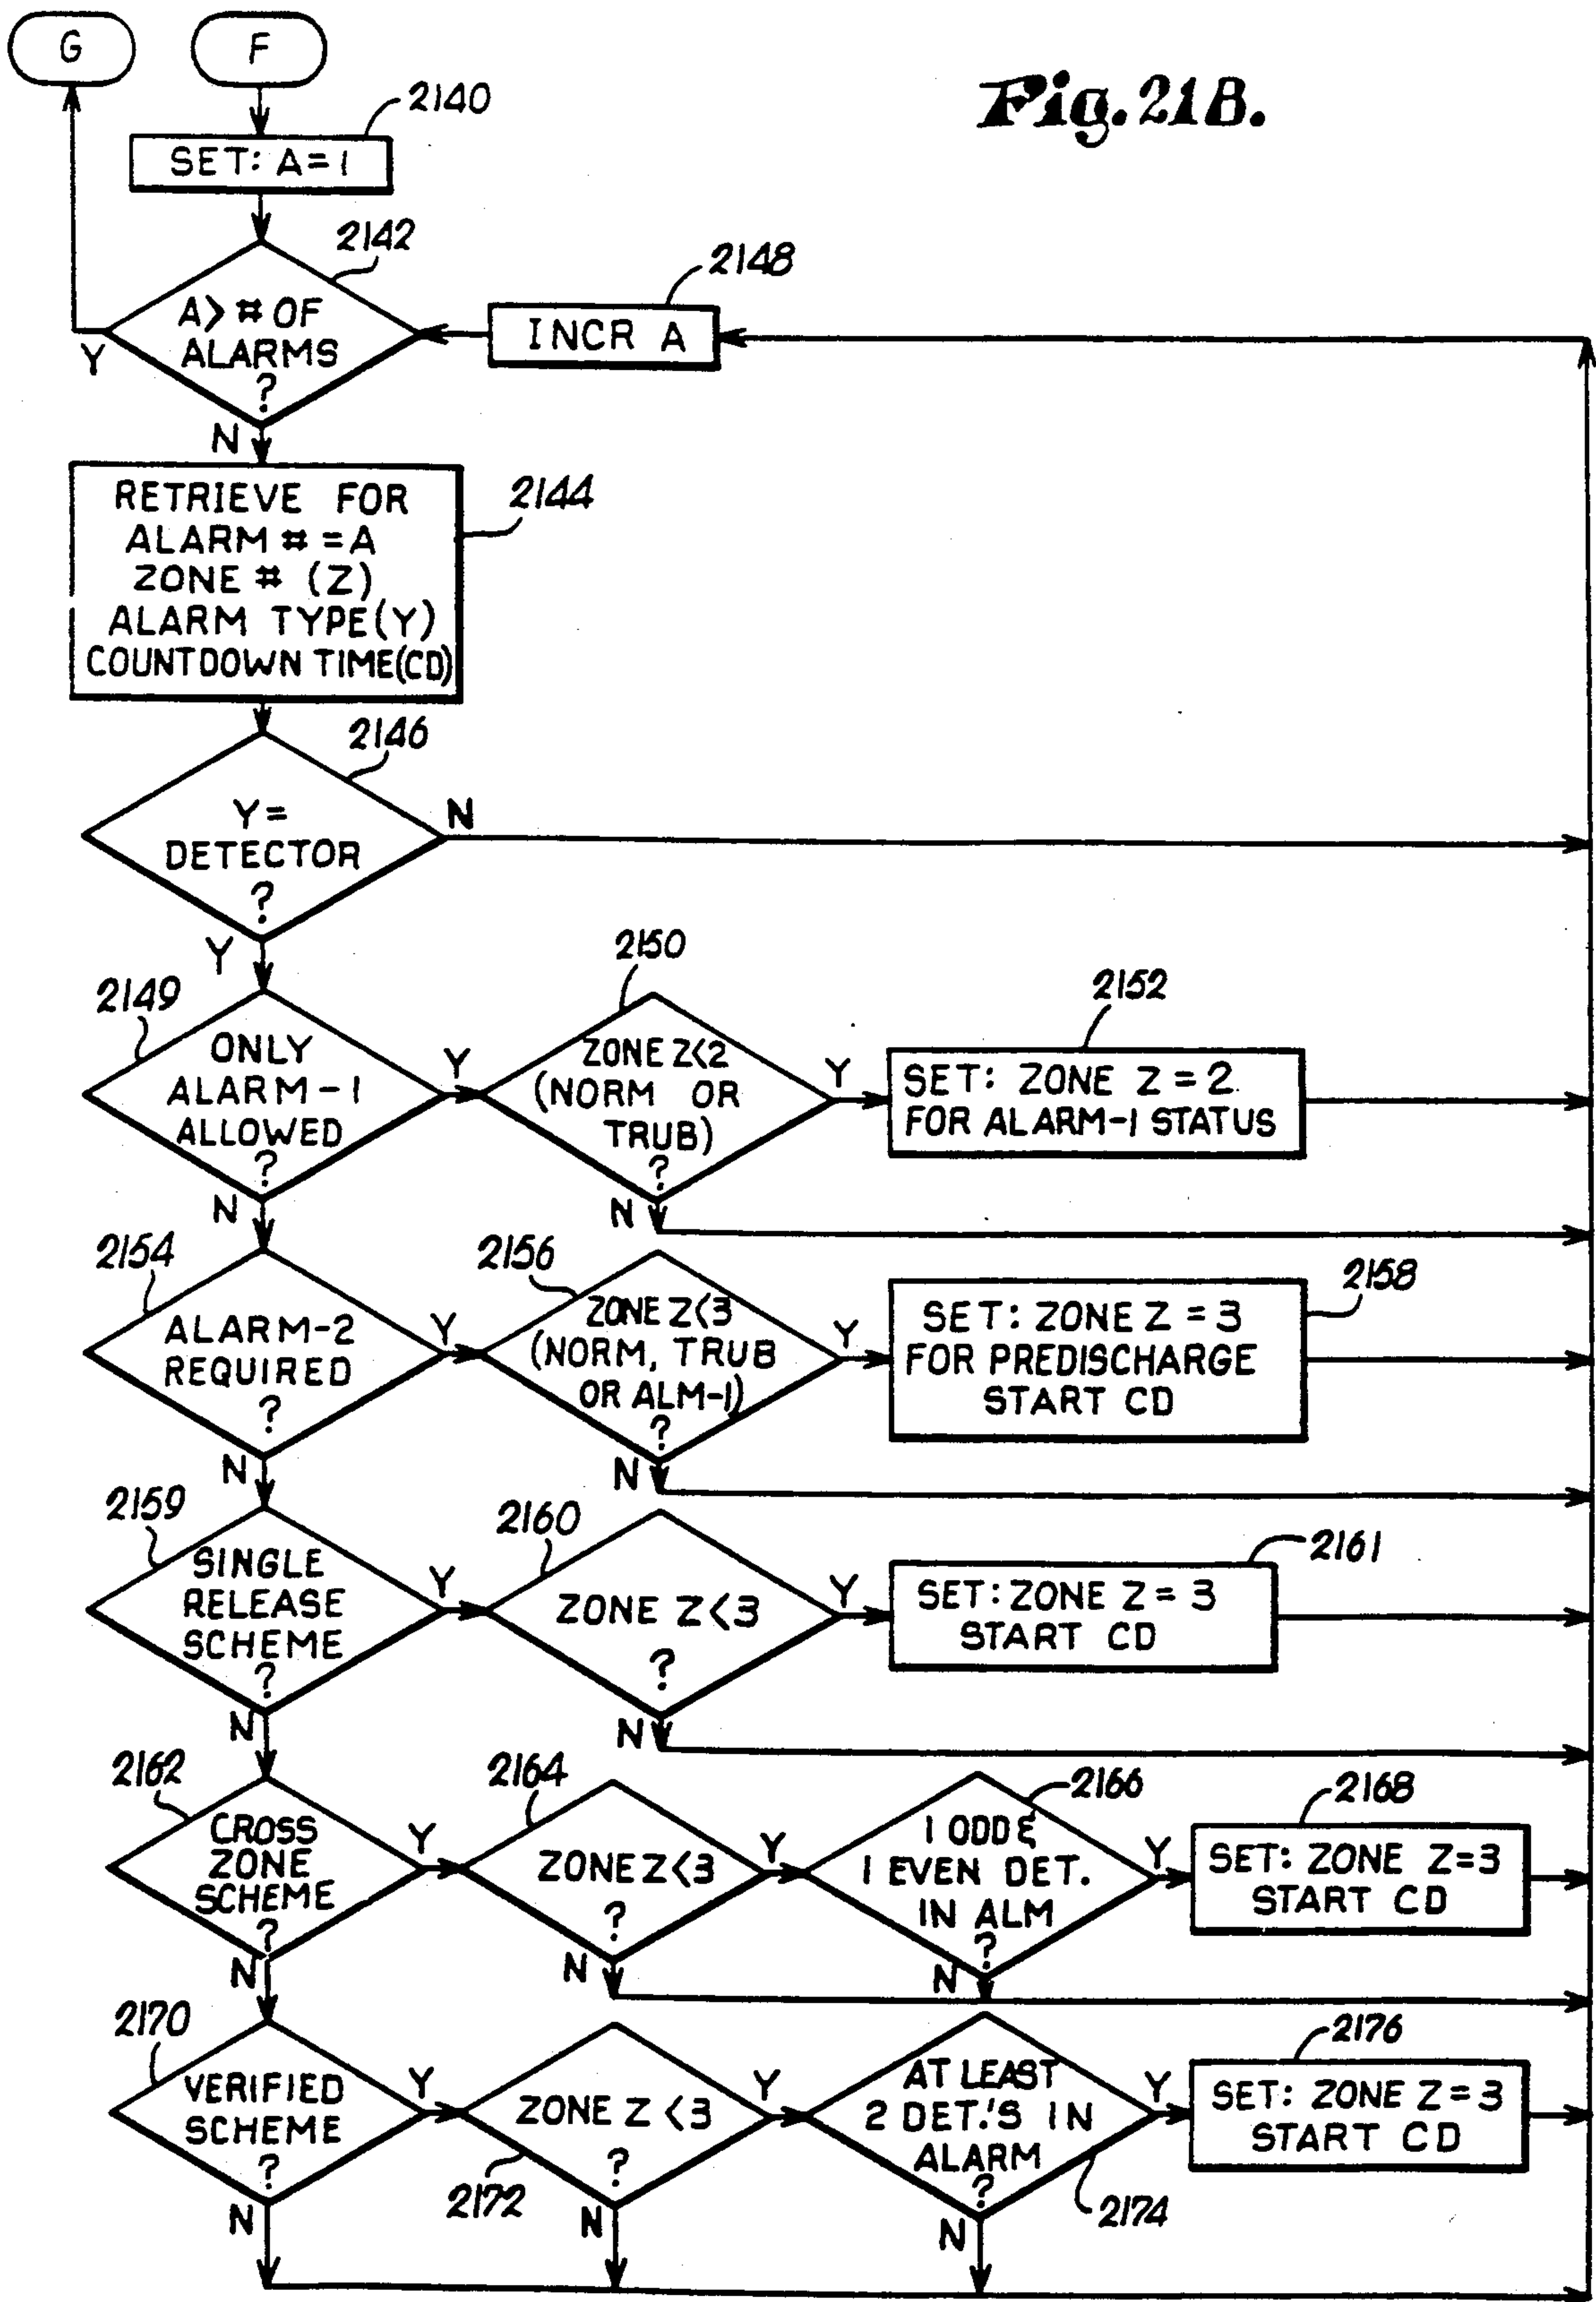 G
F
Fig. 21B.
2140
SET: A=1
2142
2148
A> # OF
ALARMS
?
INCR A
Y
N
RETRIEVE FOR
ALARM # =A
ZONE # (Z)
ALARM TYPE(Y)
COUNTDOWN TIME(CD)
2144
2146
Y=
DETECTOR
?
N
Y
2149
ONLY
ALARM-1
ALLOWED
?
Y
N
2150
ZONE Z<2
(NORM OR
TRUB)
?
Y
N
2152
SET: ZONE Z = 2
FOR ALARM-1 STATUS
2154
ALARM-2
REQUIRED
?
Y
N
2156
ZONE Z<3
(NORM, TRUB
OR ALM-1)
?
Y
N
2158
SET: ZONE Z = 3
FOR PREDISCHARGE
START CD
2159
SINGLE
RELEASE
SCHEME
?
Y
N
2160
ZONE Z<3
?
Y
N
2161
SET: ZONE Z = 3
START CD
2162
CROSS
ZONE
SCHEME
?
Y
N
2164
ZONE Z<3
?
Y
N
2166
1 ODD &
1 EVEN DET.
IN ALM
?
Y
N
2168
SET: ZONE Z=3
START CD
2170
VERIFIED
SCHEME
?
Y
N
ZONE Z <3
?
2172
Y
N
AT LEAST
2 DET.'S IN
ALARM
?
2174
Y
N
2176
SET: ZONE Z=3
START CD